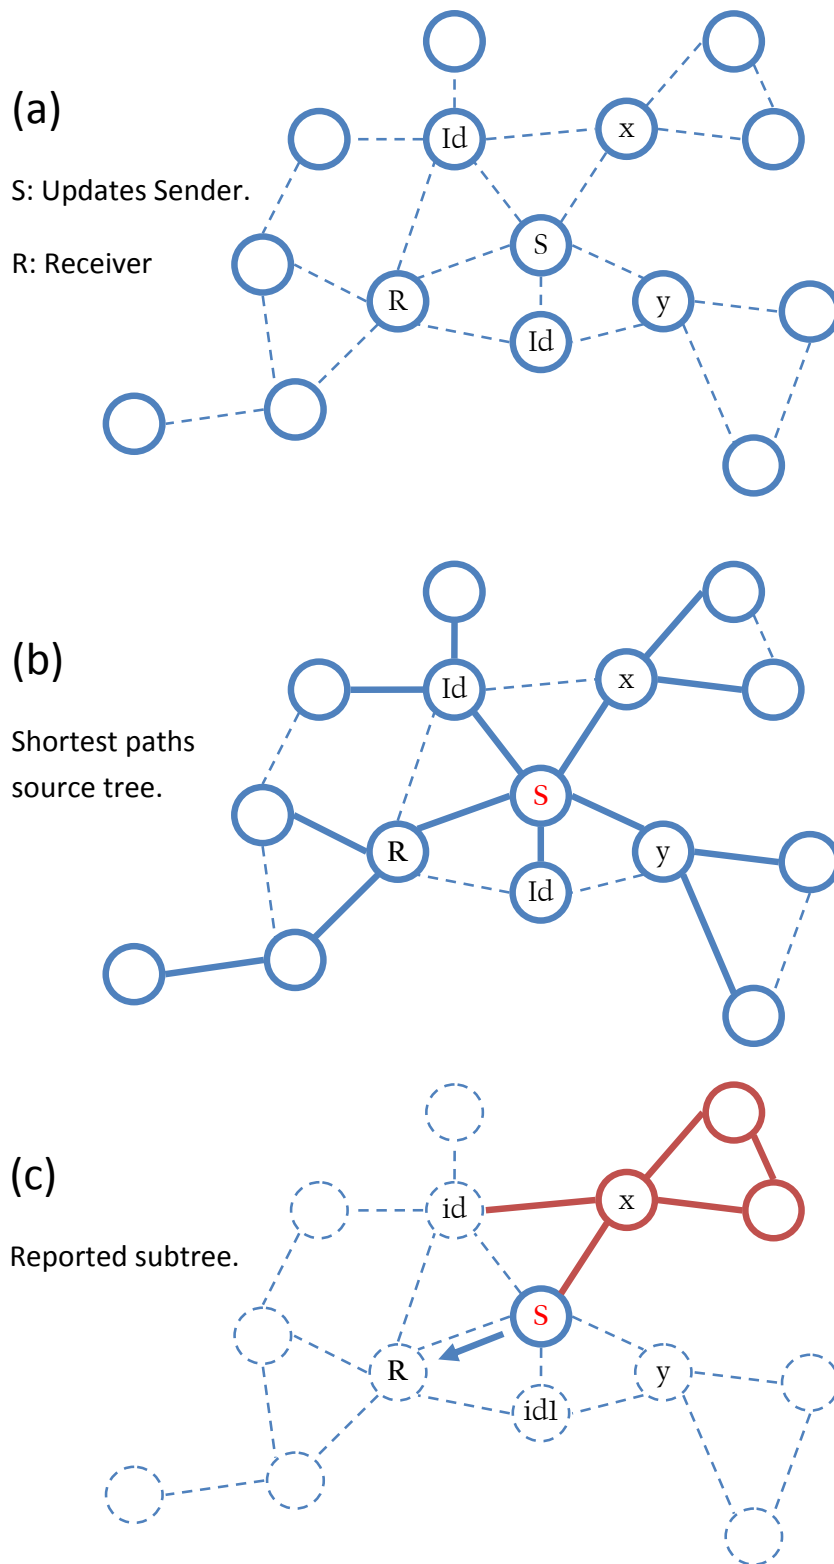 (a)
S: Updates Sender.
R: Receiver
Id
x
S
R
y
Id
(b)
Shortest paths
source tree.
Id
x
S
R
y
Id
(c)
Reported subtree.
id
x
S
R
y
id1